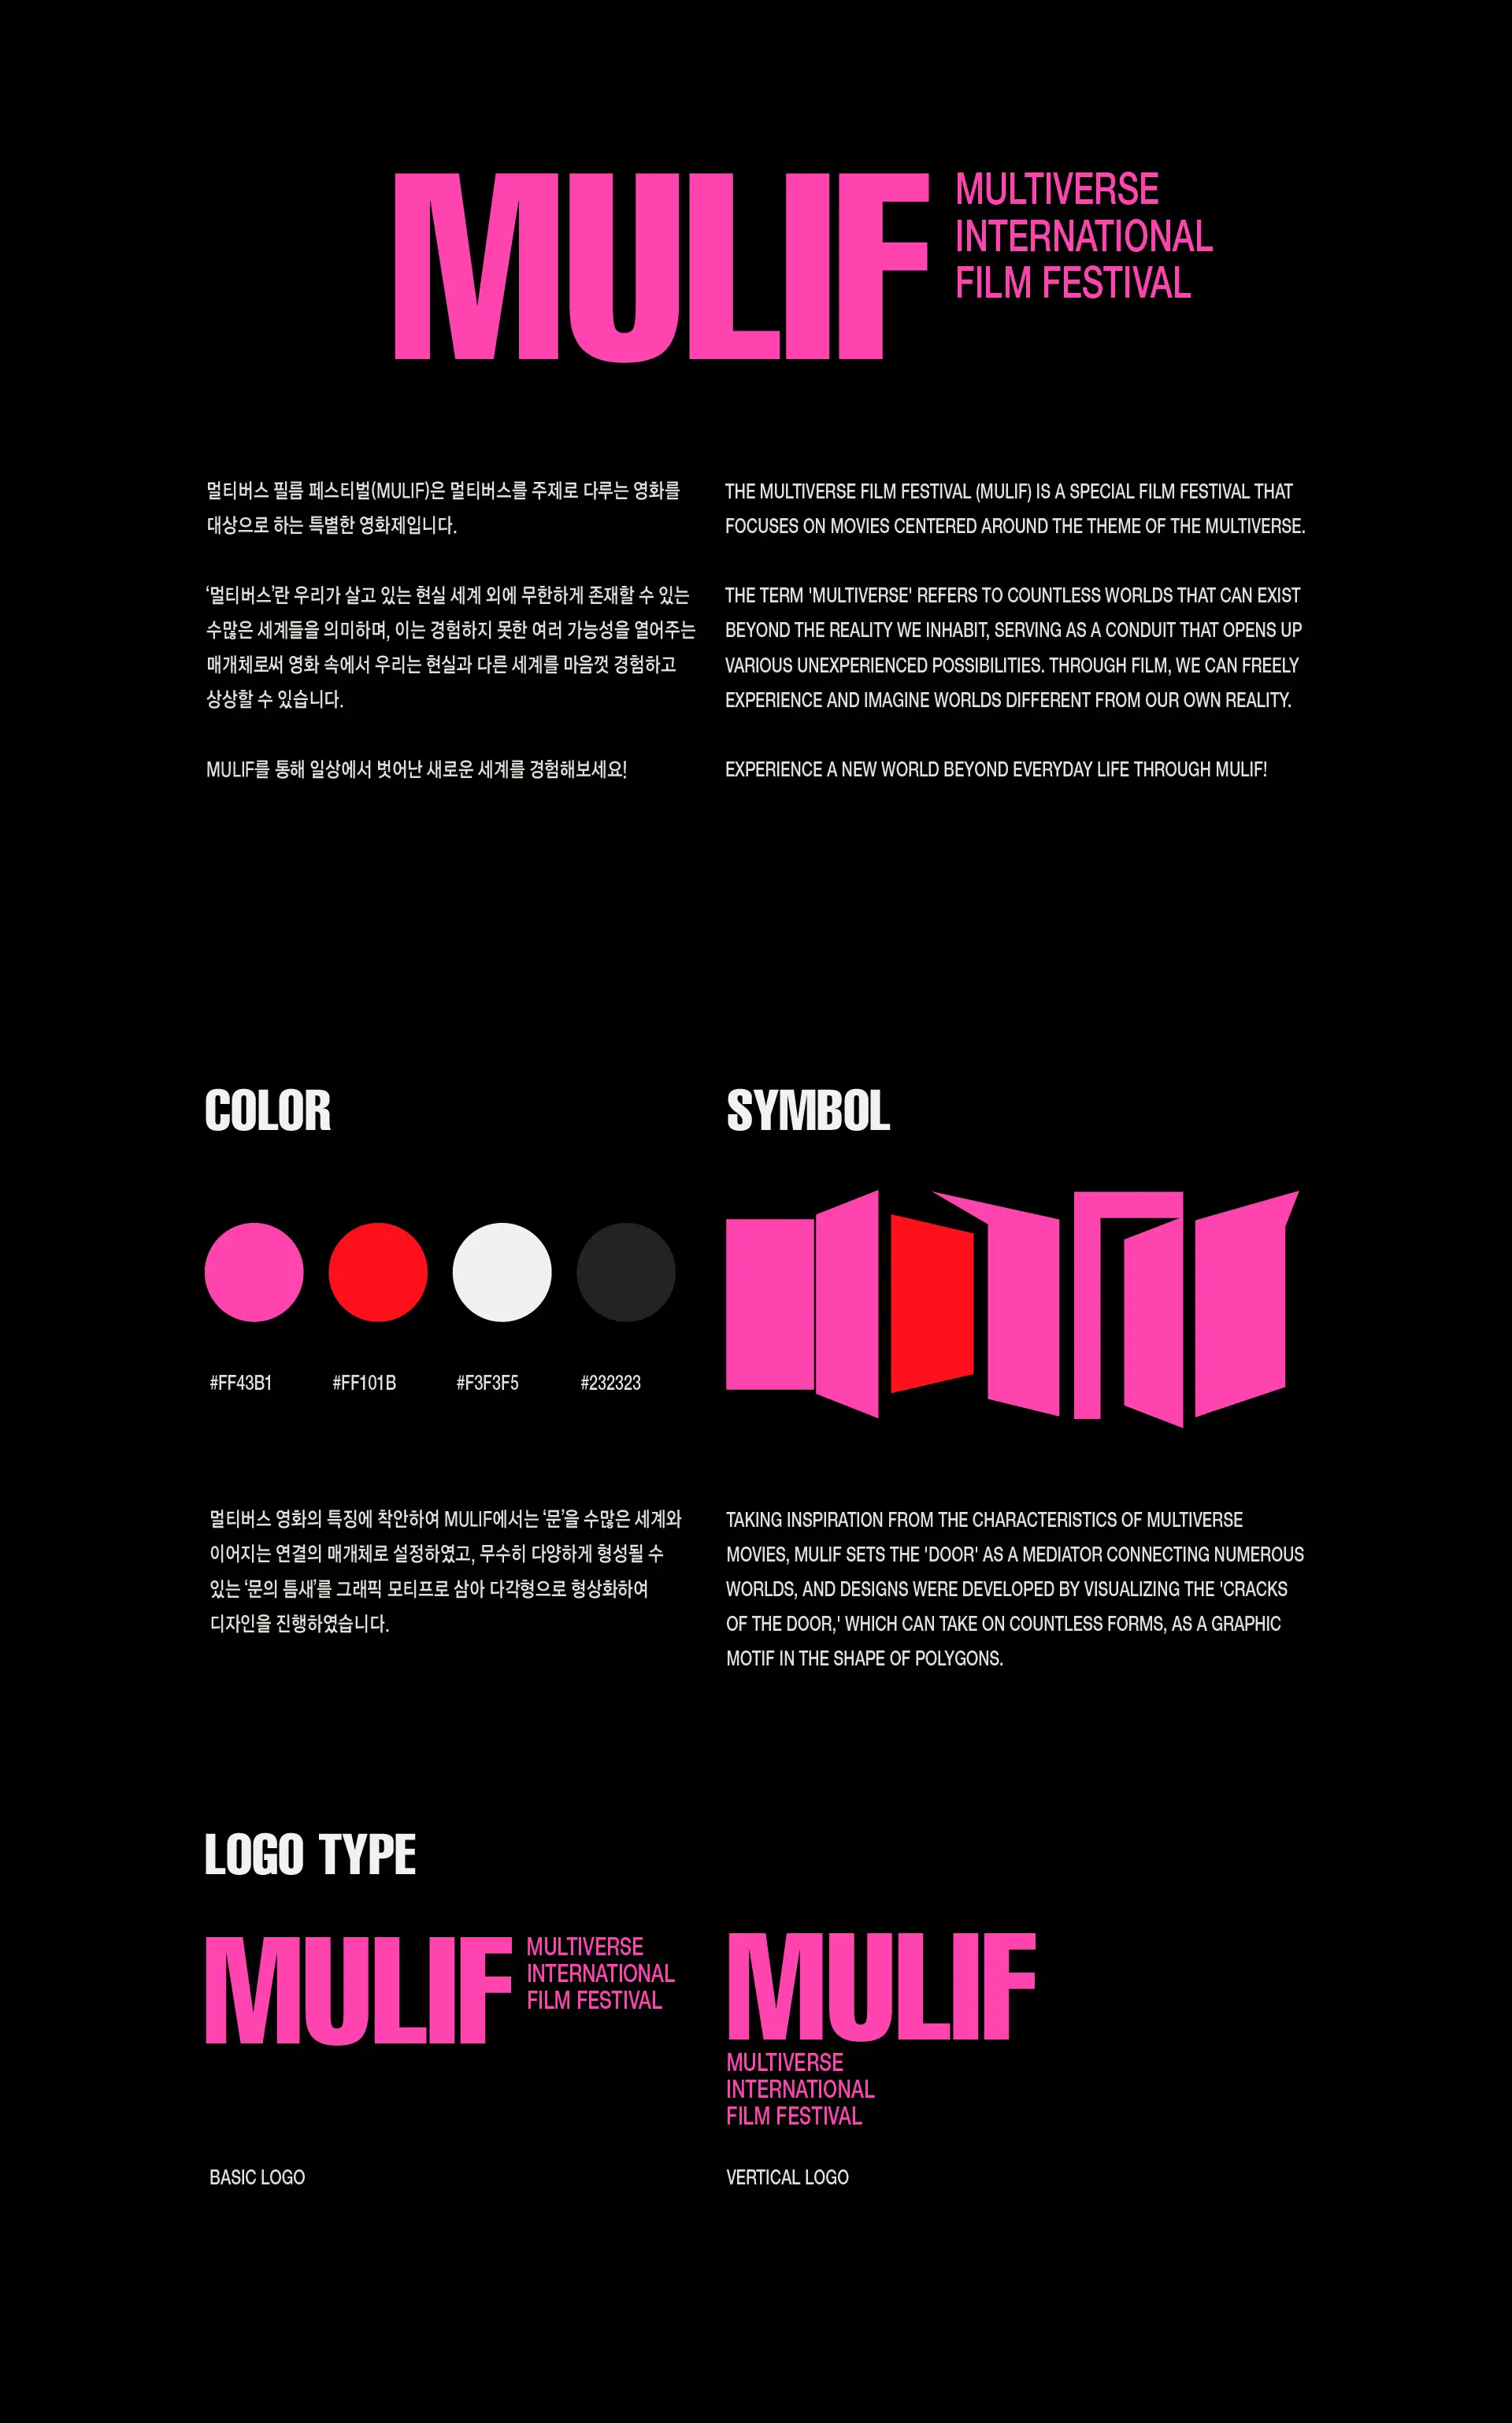 MULIF
MULTIVERSE
INTERNATIONAL
FILM FESTIVAL
멀티버스 필름 페스티벌(MULIF)은 멀티버스를 주제로 다루는 영화를
대상으로 하는 특별한 영화제입니다.
‘멀티버스’란 우리가 살고 있는 현실 세계 외에 무한하게 존재할 수 있는
수많은 세계들을 의미하며, 이는 경험하지 못한 여러 가능성을 열어주는
매개체로써 영화 속에서 우리는 현실과 다른 세계를 마음껏 경험하고
상상할 수 있습니다.
MULIF를 통해 일상에서 벗어난 새로운 세계를 경험해보세요!
THE MULTIVERSE FILM FESTIVAL (MULIF) IS A SPECIAL FILM FESTIVAL THAT
FOCUSES ON MOVIES CENTERED AROUND THE THEME OF THE MULTIVERSE.
THE TERM 'MULTIVERSE' REFERS TO COUNTLESS WORLDS THAT CAN EXIST
BEYOND THE REALITY WE INHABIT, SERVING AS A CONDUIT THAT OPENS UP
VARIOUS UNEXPERIENCED POSSIBILITIES. THROUGH FILM, WE CAN FREELY
EXPERIENCE AND IMAGINE WORLDS DIFFERENT FROM OUR OWN REALITY.
EXPERIENCE A NEW WORLD BEYOND EVERYDAY LIFE THROUGH MULIF!
COLOR
#FF43B1
#FF101B
#F3F3F5
#232323
멀티버스 영화의 특징에 착안하여 MULIF에서는 ‘문’을 수많은 세계와
이어지는 연결의 매개체로 설정하였고, 무수히 다양하게 형성될 수
있는 ‘문의 틈새’를 그래픽 모티프로 삼아 다각형으로 형상화하여
디자인을 진행하였습니다.
SYMBOL
TAKING INSPIRATION FROM THE CHARACTERISTICS OF MULTIVERSE
MOVIES, MULIF SETS THE 'DOOR' AS A MEDIATOR CONNECTING NUMEROUS
WORLDS, AND DESIGNS WERE DEVELOPED BY VISUALIZING THE 'CRACKS
OF THE DOOR,' WHICH CAN TAKE ON COUNTLESS FORMS, AS A GRAPHIC
MOTIF IN THE SHAPE OF POLYGONS.
LOGO TYPE
MULIF
MULTIVERSE
INTERNATIONAL
FILM FESTIVAL
BASIC LOGO
MULIF
MULTIVERSE
INTERNATIONAL
FILM FESTIVAL
VERTICAL LOGO